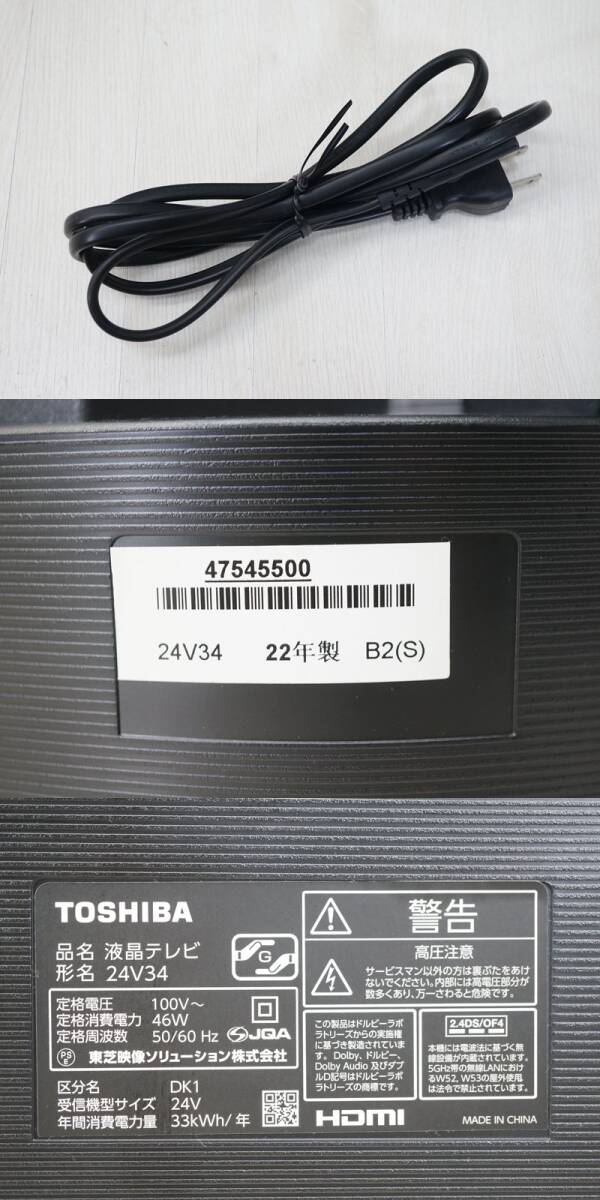 47545500
24V34 22年製 B2(S)
TOSHIBA
品名 液晶テレビ
形名 24V34
G
定格電圧 100V～
定格消費電力 46W
定格周波数 50/60 Hz
JQA
PS
E
東芝映像ソリューション株式会社
区分名 DK1
受信機型サイズ 24V
年間消費電力量 33kWh/年
警告
高圧注意
サービスマン以外の方は裏ぶたをあけ
ないでください。内部には高電圧部分が
数多くあり、万一さわると危険です。
この製品はドルビーラボ
ラトリーズからの実施権
に基づき製造されていま
す。Dolby、ドルビー、
Dolby Audio 及びダブ
ルD記号はドルビーラボ
ラトリーズの商標です。
2.4DS/OF4
本機には電波法に基づく無
線設備が内蔵されています。
5GHz帯の無線LANにおけ
るW52、W53の屋外使用
は法令で禁止されています。
HDMI
MADE IN CHINA